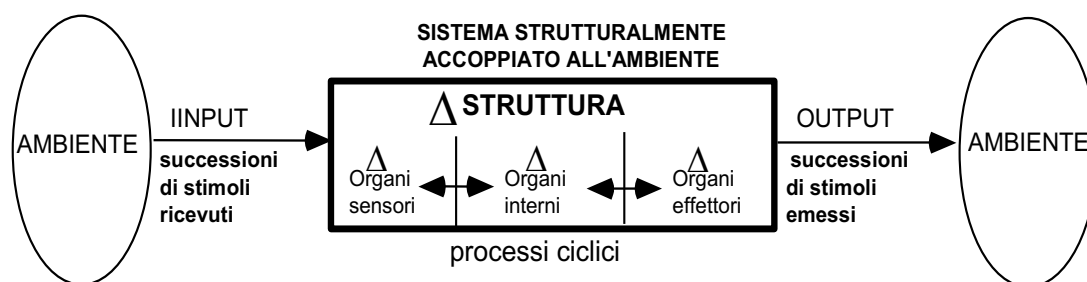 SISTEMA STRUTTURALMENTE
ACCOPPIATO ALL'AMBIENTE
AMBIENTE
IINPUT
successioni
di stimoli
ricevuti
Δ STRUTTURA
Δ
Organi
sensori
Δ
Organi
interni
Δ
Organi
effettori
processi ciclici
OUTPUT
successioni
di stimoli
emessi
AMBIENTE